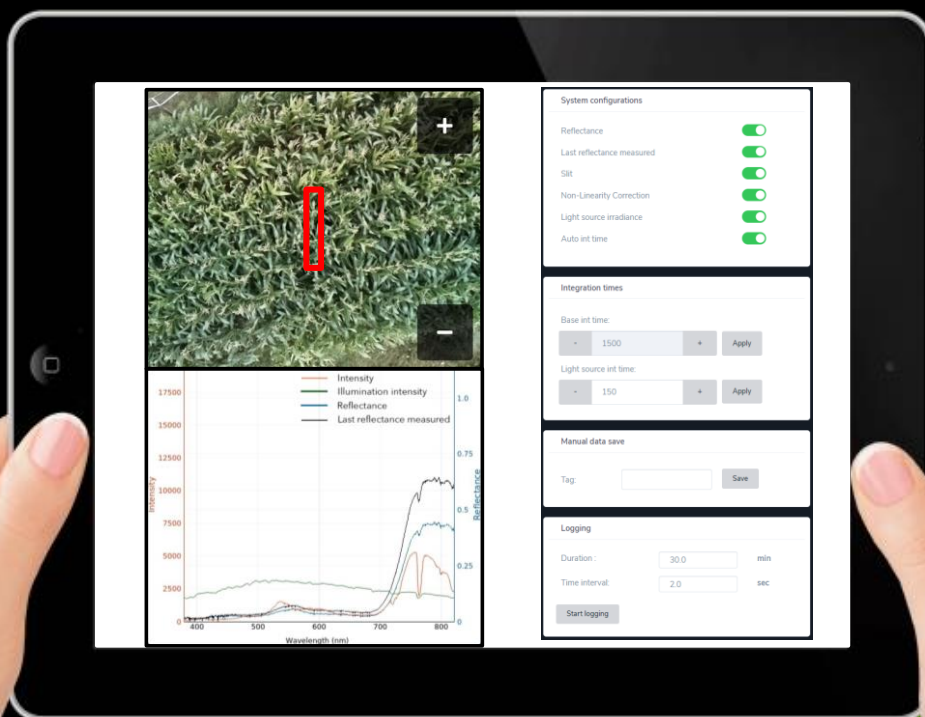 +
−
Intensity
Illumination intensity
Reflectance
Last reflectance measured
17500
15000
12500
10000
7500
5000
2500
0
Intensity
1.0
0.75
0.5
0.25
0
Reflectance
400 500 600 700 800
Wavelength (nm)
System configurations
Reflectance
Last reflectance measured
Slit
Non-Linearity Correction
Light source irradiance
Auto int time
Integration times
Base int time:
- 1500 + Apply
Light source int time:
- 150 + Apply
Manual data save
Tag: Save
Logging
Duration : 30.0 min
Time interval: 2.0 sec
Start logging